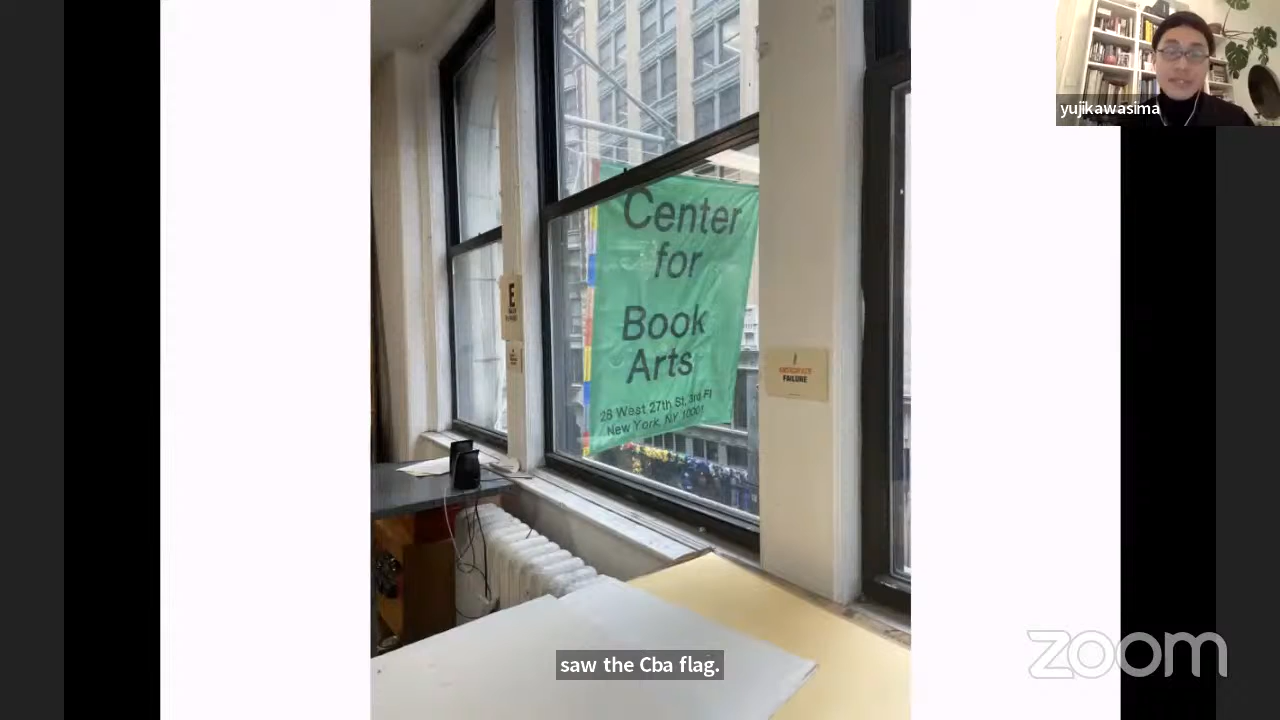 yujikawasima
Center
for
Book
Arts
28 West 27th St, 3rd Fl
New York, NY 10001
E
FAILURE
saw the Cba flag.
zoom